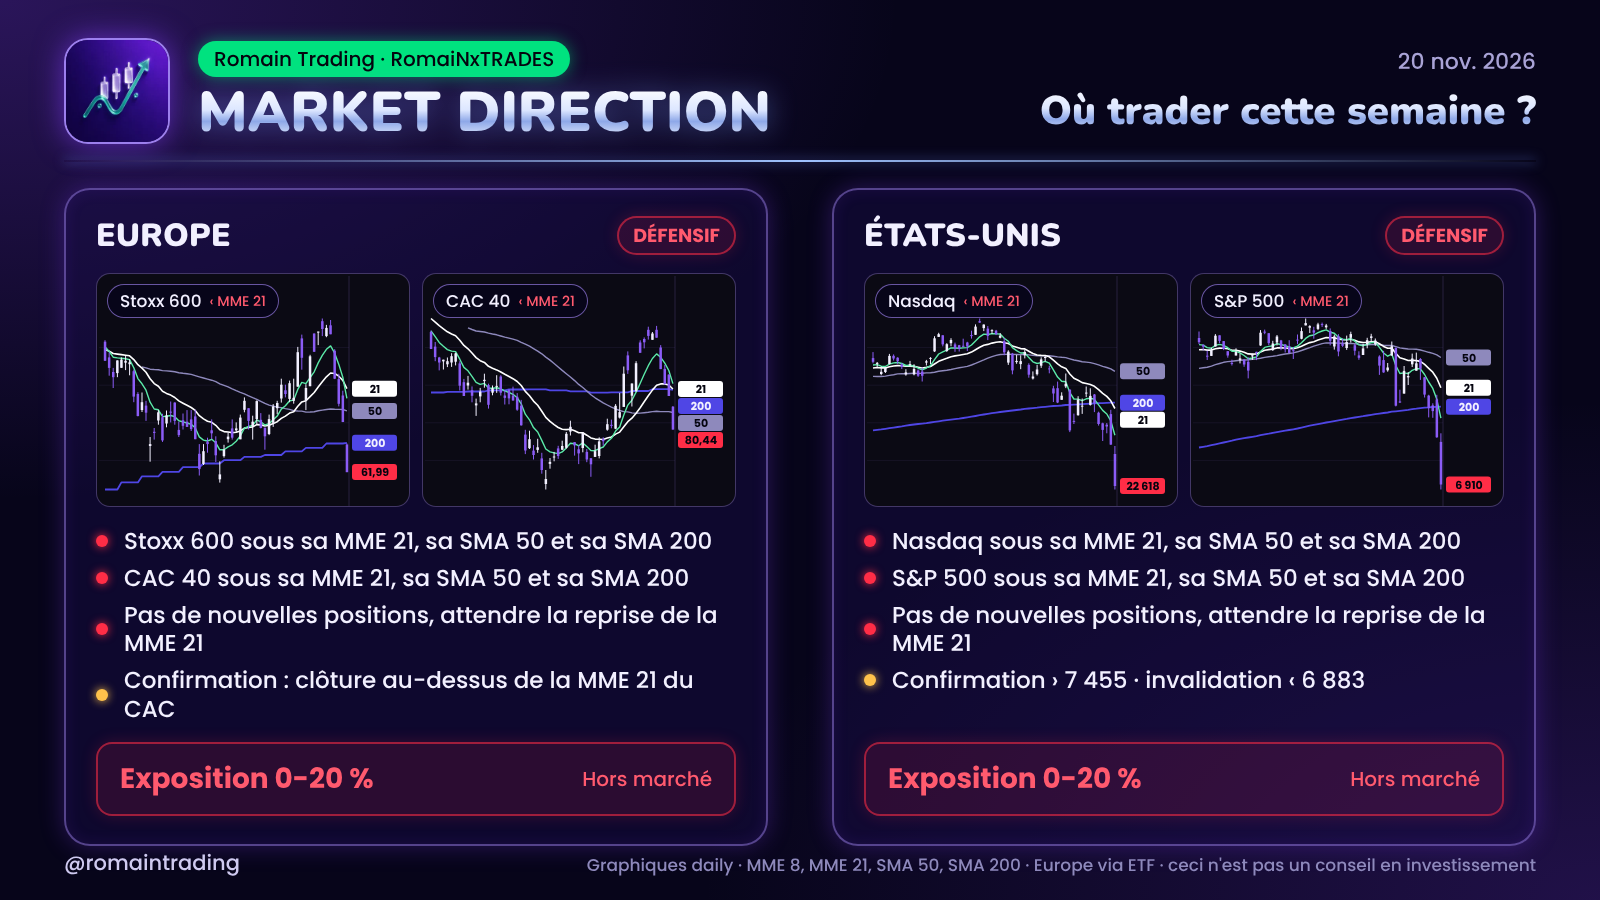 Romain Trading · RomaiNxTRADES
MARKET DIRECTION
20 nov. 2026
Où trader cette semaine ?
EUROPE
DÉFENSIF
Stoxx 600 ‹ MME 21
21
50
200
61,99
CAC 40 ‹ MME 21
21
200
50
80,44
Stoxx 600 sous sa MME 21, sa SMA 50 et sa SMA 200
CAC 40 sous sa MME 21, sa SMA 50 et sa SMA 200
Pas de nouvelles positions, attendre la reprise de la
MME 21
Confirmation : clôture au-dessus de la MME 21 du
CAC
Exposition 0-20 %
Hors marché
ÉTATS-UNIS
DÉFENSIF
Nasdaq ‹ MME 21
50
200
21
22 618
S&P 500 ‹ MME 21
50
21
200
6 910
Nasdaq sous sa MME 21, sa SMA 50 et sa SMA 200
S&P 500 sous sa MME 21, sa SMA 50 et sa SMA 200
Pas de nouvelles positions, attendre la reprise de la
MME 21
Confirmation › 7 455 · invalidation ‹ 6 883
Exposition 0-20 %
Hors marché
@romaintrading
Graphiques daily · MME 8, MME 21, SMA 50, SMA 200 · Europe via ETF · ceci n'est pas un conseil en investissement